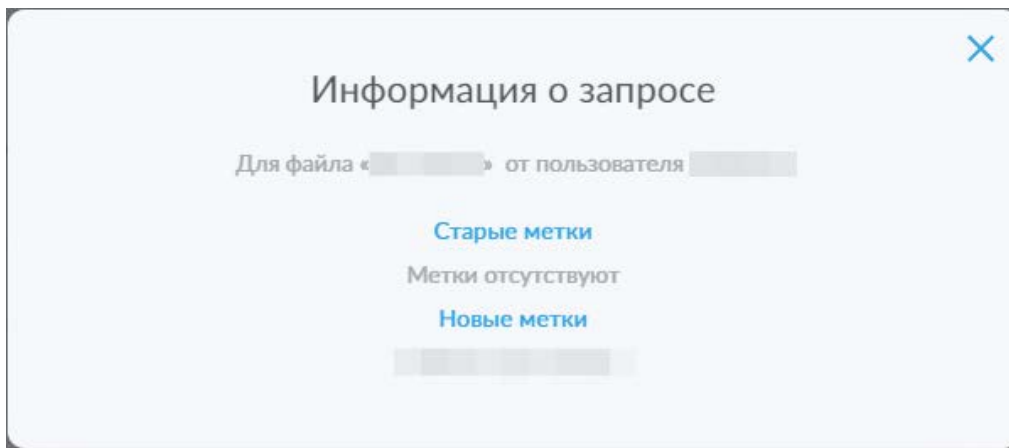 Информация о запросе
Для файла «» от пользователя
Старые метки
Метки отсутствуют
Новые метки